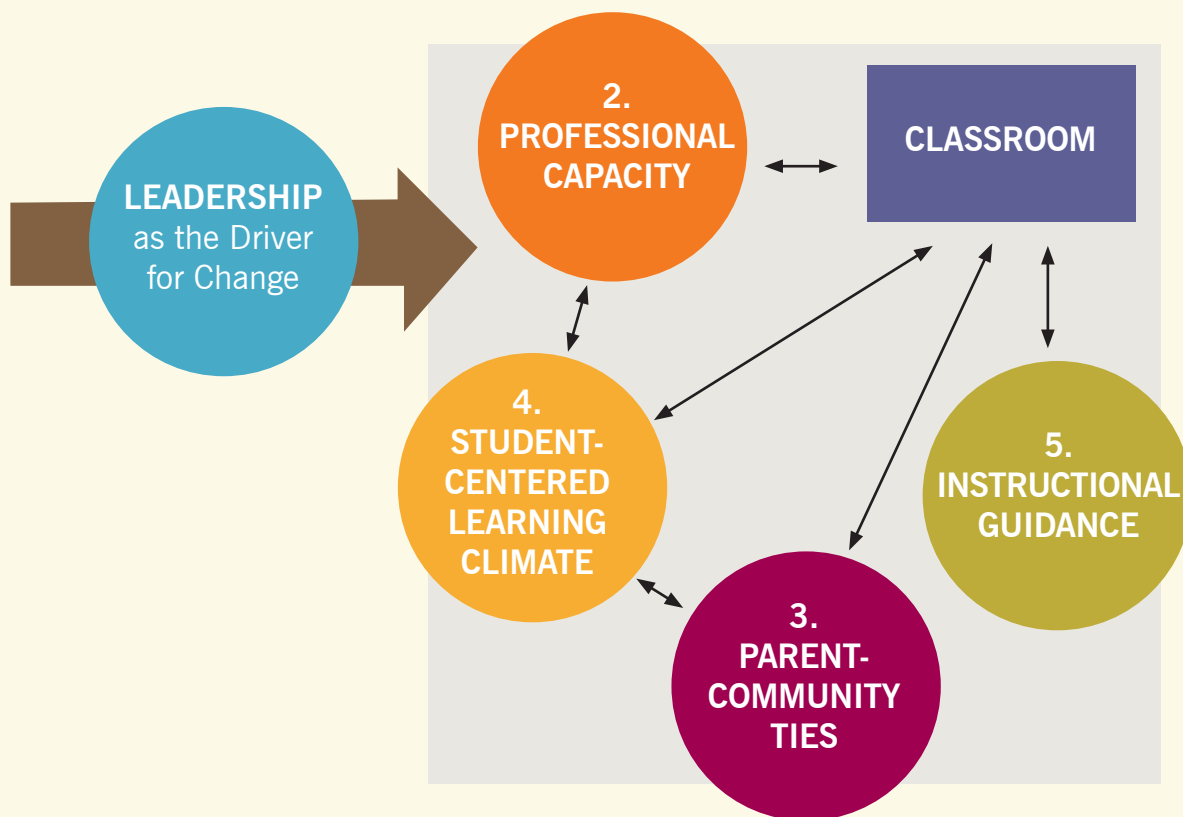 LEADERSHIP
as the Driver
for Change
2.
PROFESSIONAL
CAPACITY
CLASSROOM
4.
STUDENT-
CENTERED
LEARNING
CLIMATE
3.
PARENT-
COMMUNITY
TIES
5.
INSTRUCTIONAL
GUIDANCE